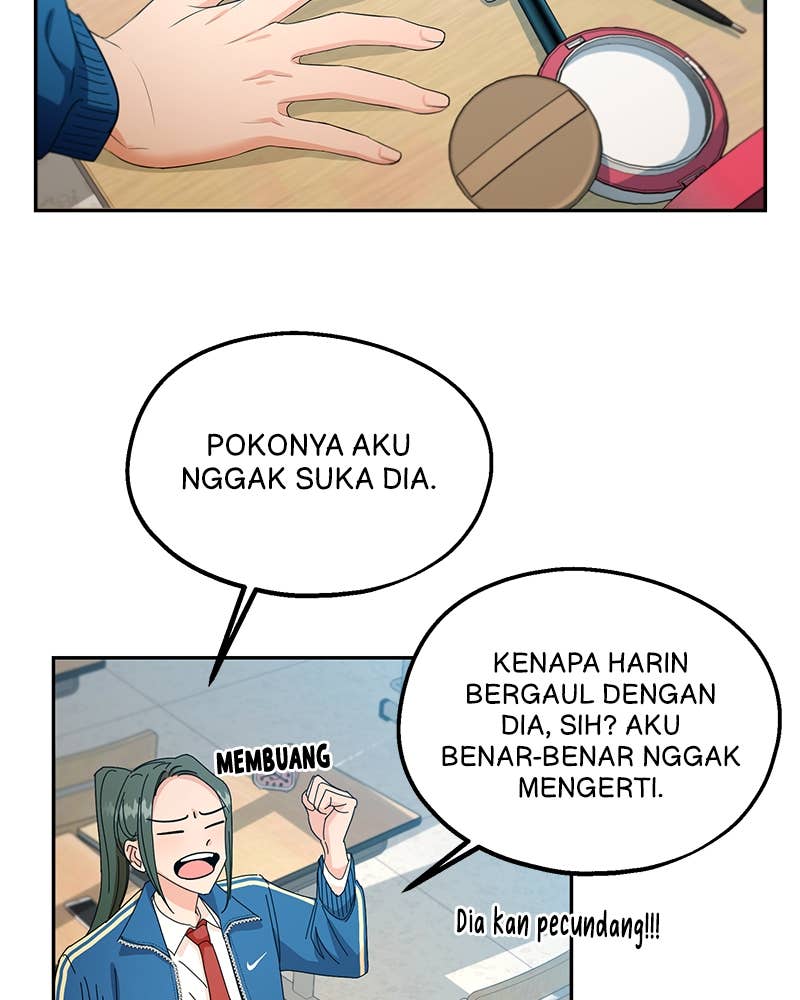 POKONYA AKU
NGGAK SUKA DIA.
KENAPA HARIN
BERGAUL DENGAN
DIA, SIH? AKU
BENAR-BENAR NGGAK
MENGERTI.
MEMBUANG
Dia kan pecundang!!!